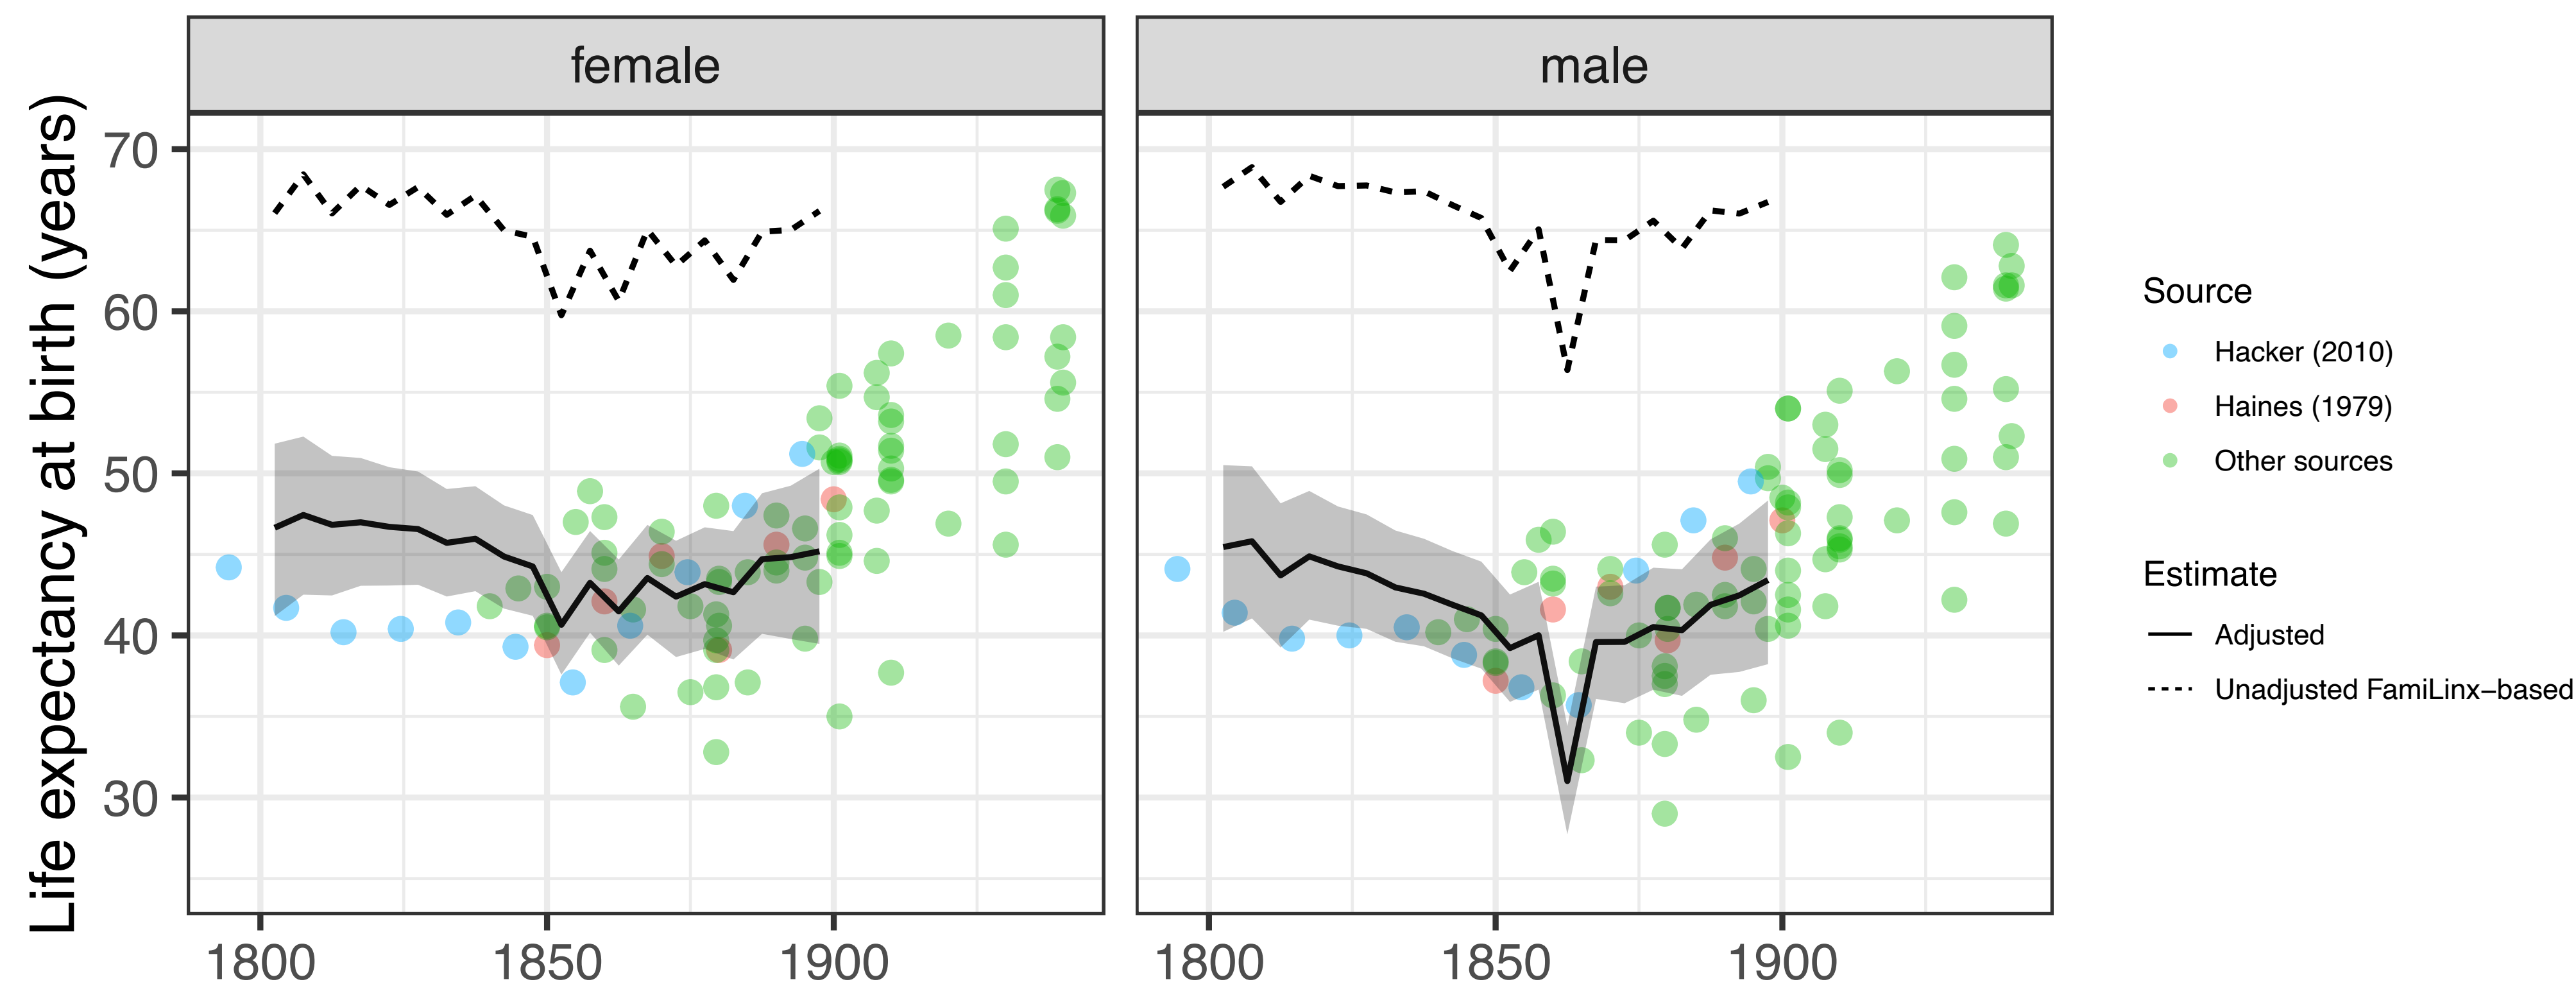 female
male
Life expectancy at birth (years)
70
60
50
40
30
1800
1850
1900
1800
1850
1900
Source
Hacker (2010)
Haines (1979)
Other sources
Estimate
Adjusted
Unadjusted FamiLinx−based